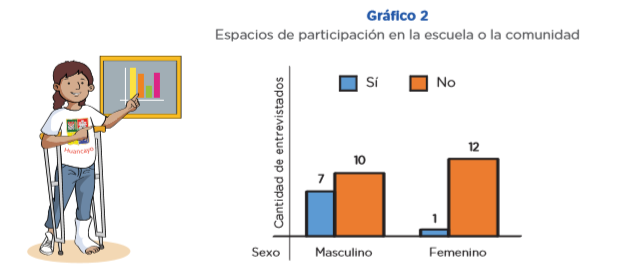 Gráfico 2
Espacios de participación en la escuela o la comunidad
Cantidad de entrevistados
Sí
No
7
10
1
12
Sexo
Masculino
Femenino
Huancayo